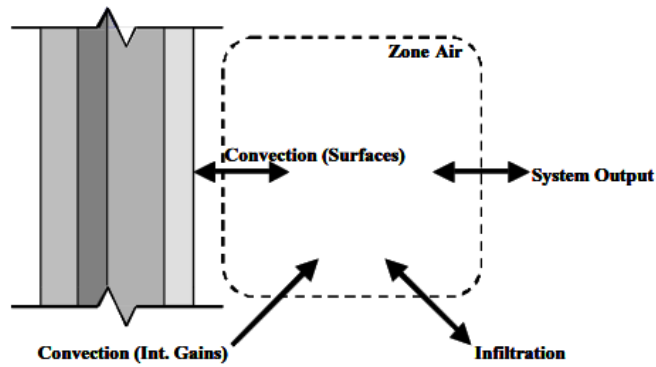 Zone Air
Convection (Surfaces)
System Output
Convection (Int. Gains)
Infiltration